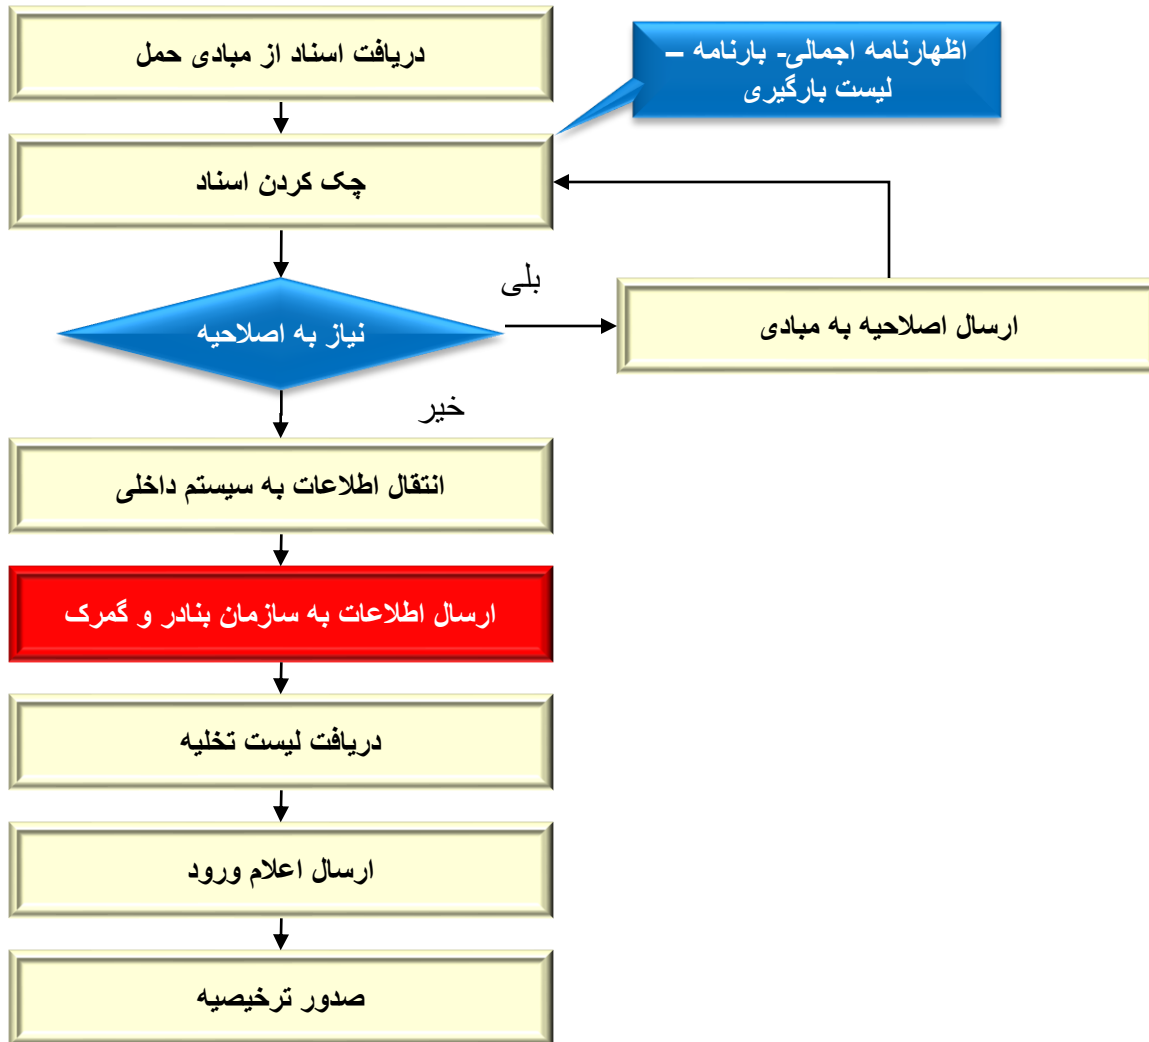 دریافت اسناد از مبادی حمل
اظهارنامه اجمالی- بارنامه –
لیست بارگیری
چک کردن اسناد
بلی
نیاز به اصلاحیه
ارسال اصلاحیه به مبادی
خیر
انتقال اطلاعات به سیستم داخلی
ارسال اطلاعات به سازمان بنادر و گمرک
دریافت لیست تخلیه
ارسال اعلام ورود
صدور ترخیصیه